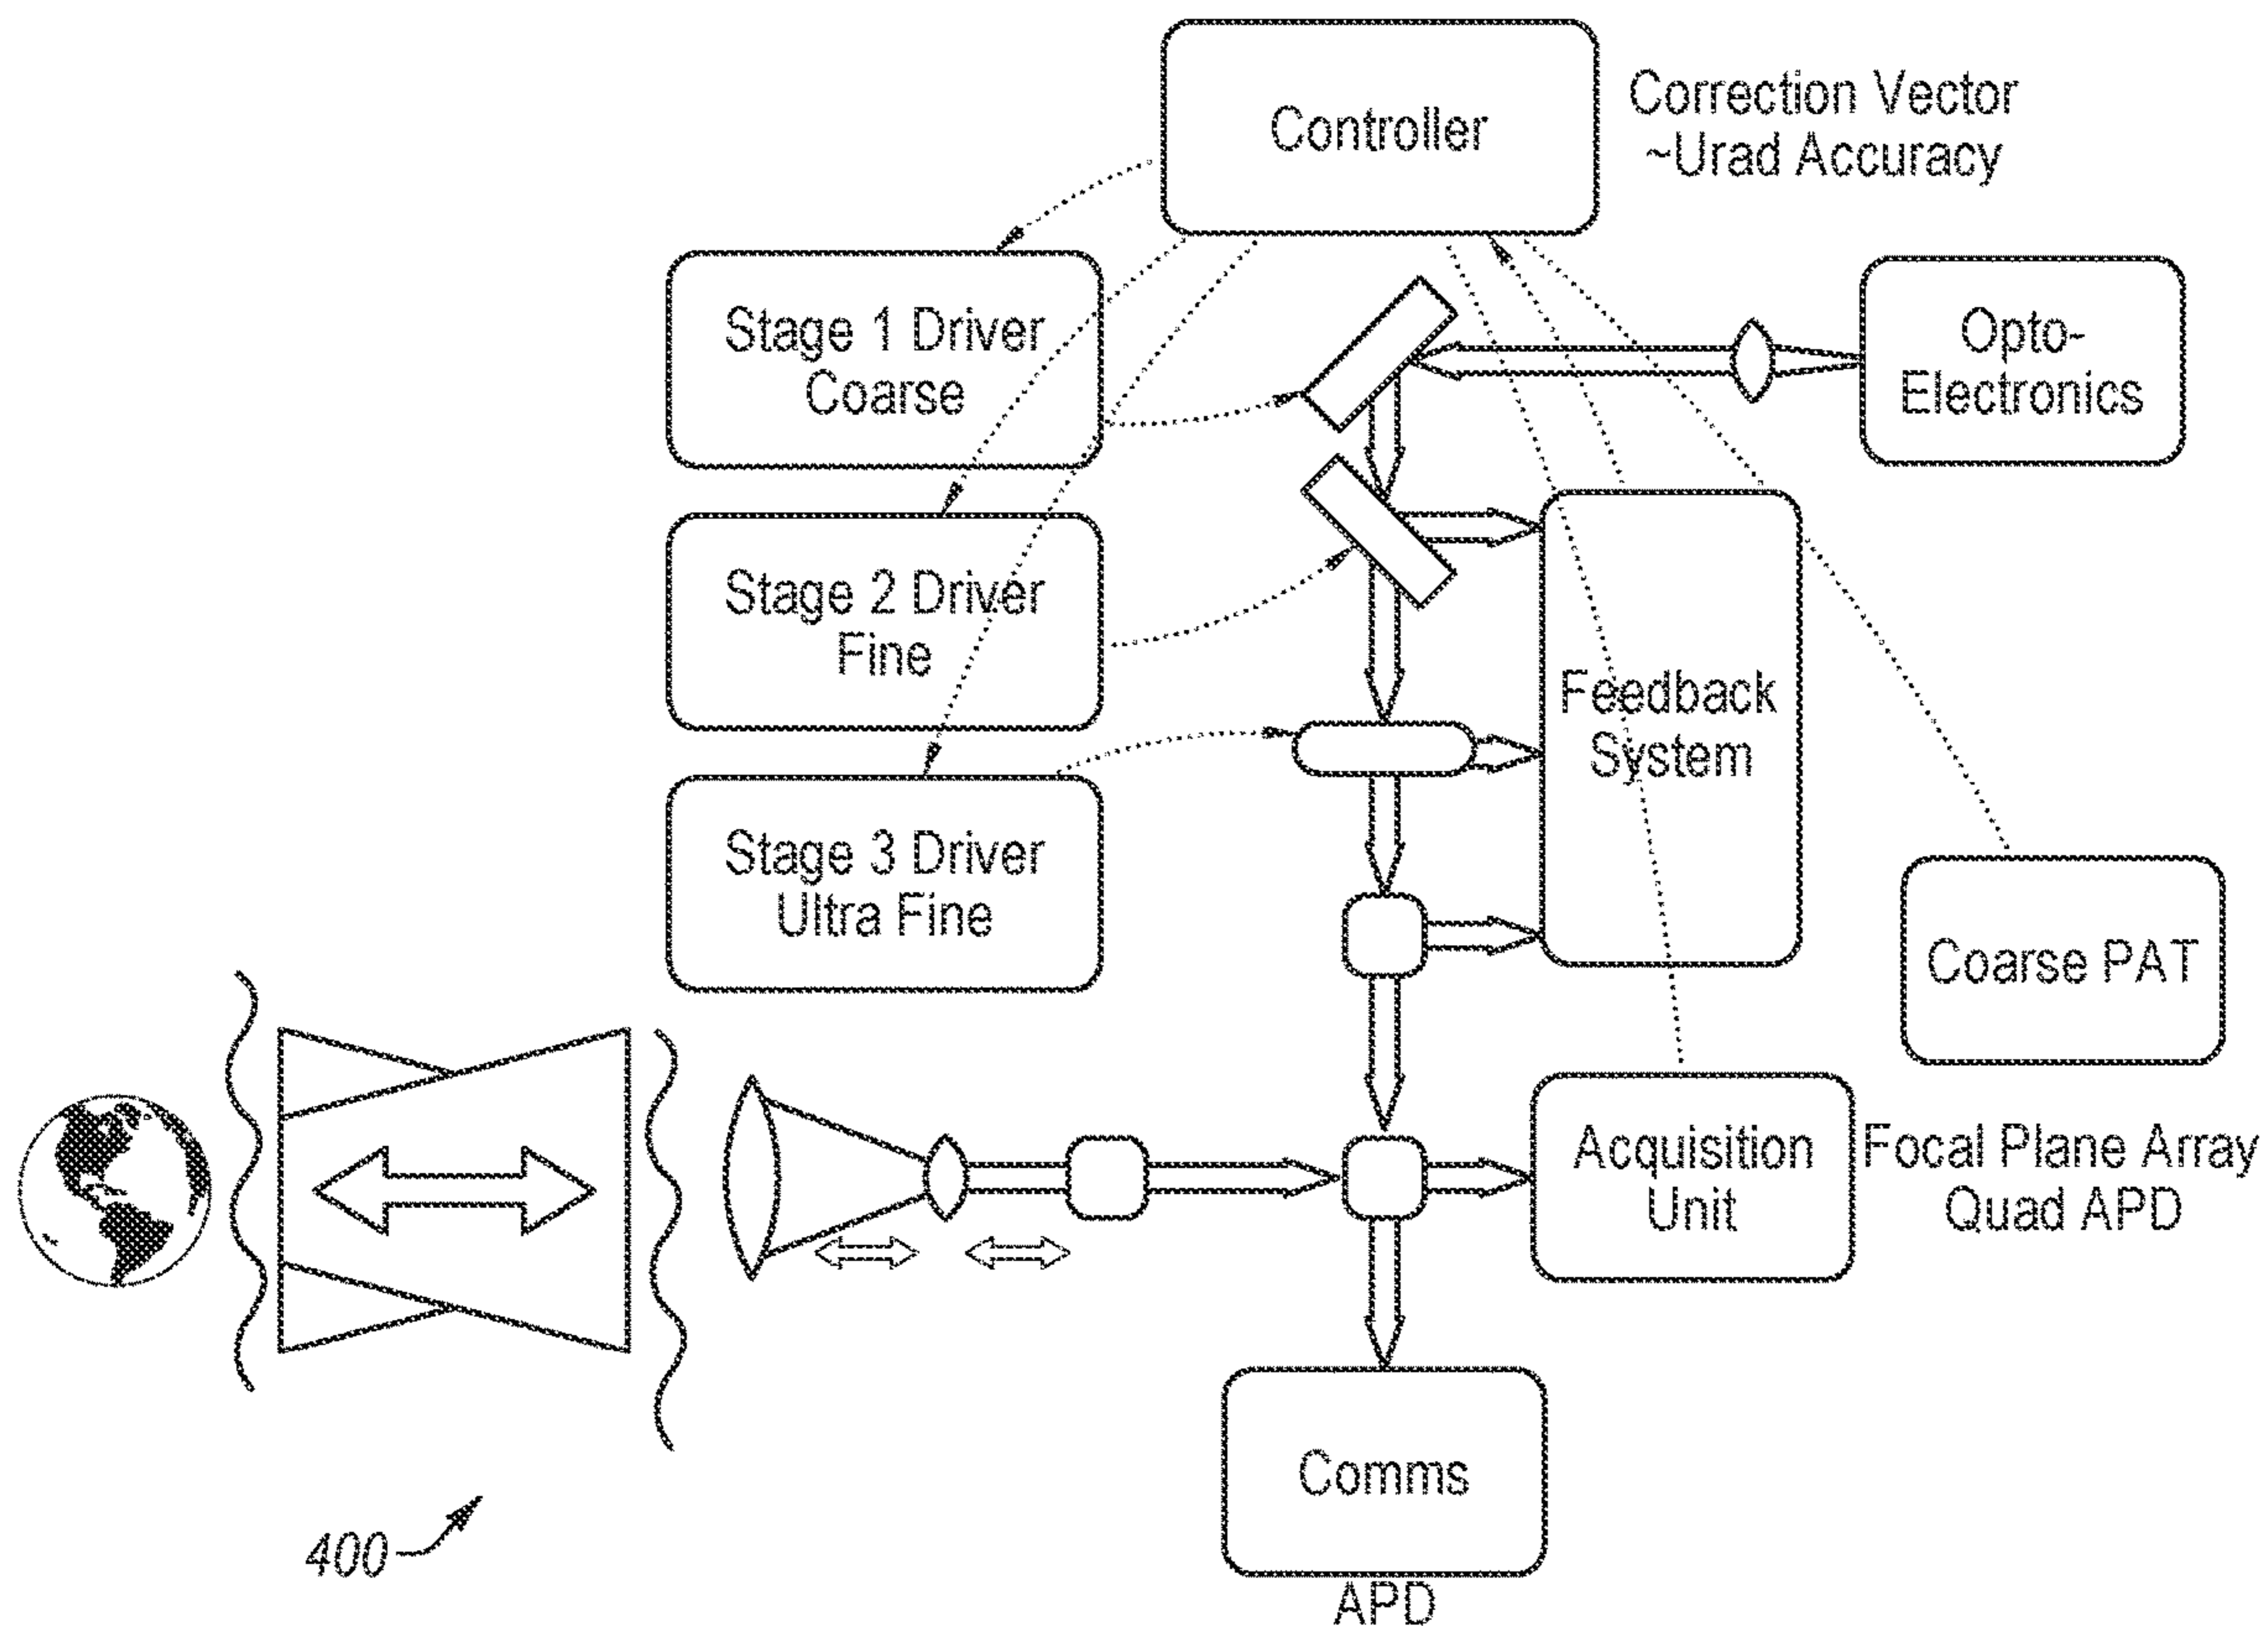 Controller
Correction Vector
~Urad Accuracy
Stage 1 Driver
Coarse
Opto-
Electronics
Stage 2 Driver
Fine
Feedback
System
Stage 3 Driver
Ultra Fine
Coarse PAT
Acquisition
Unit
Focal Plane Array
Quad APD
Comms
APD
400